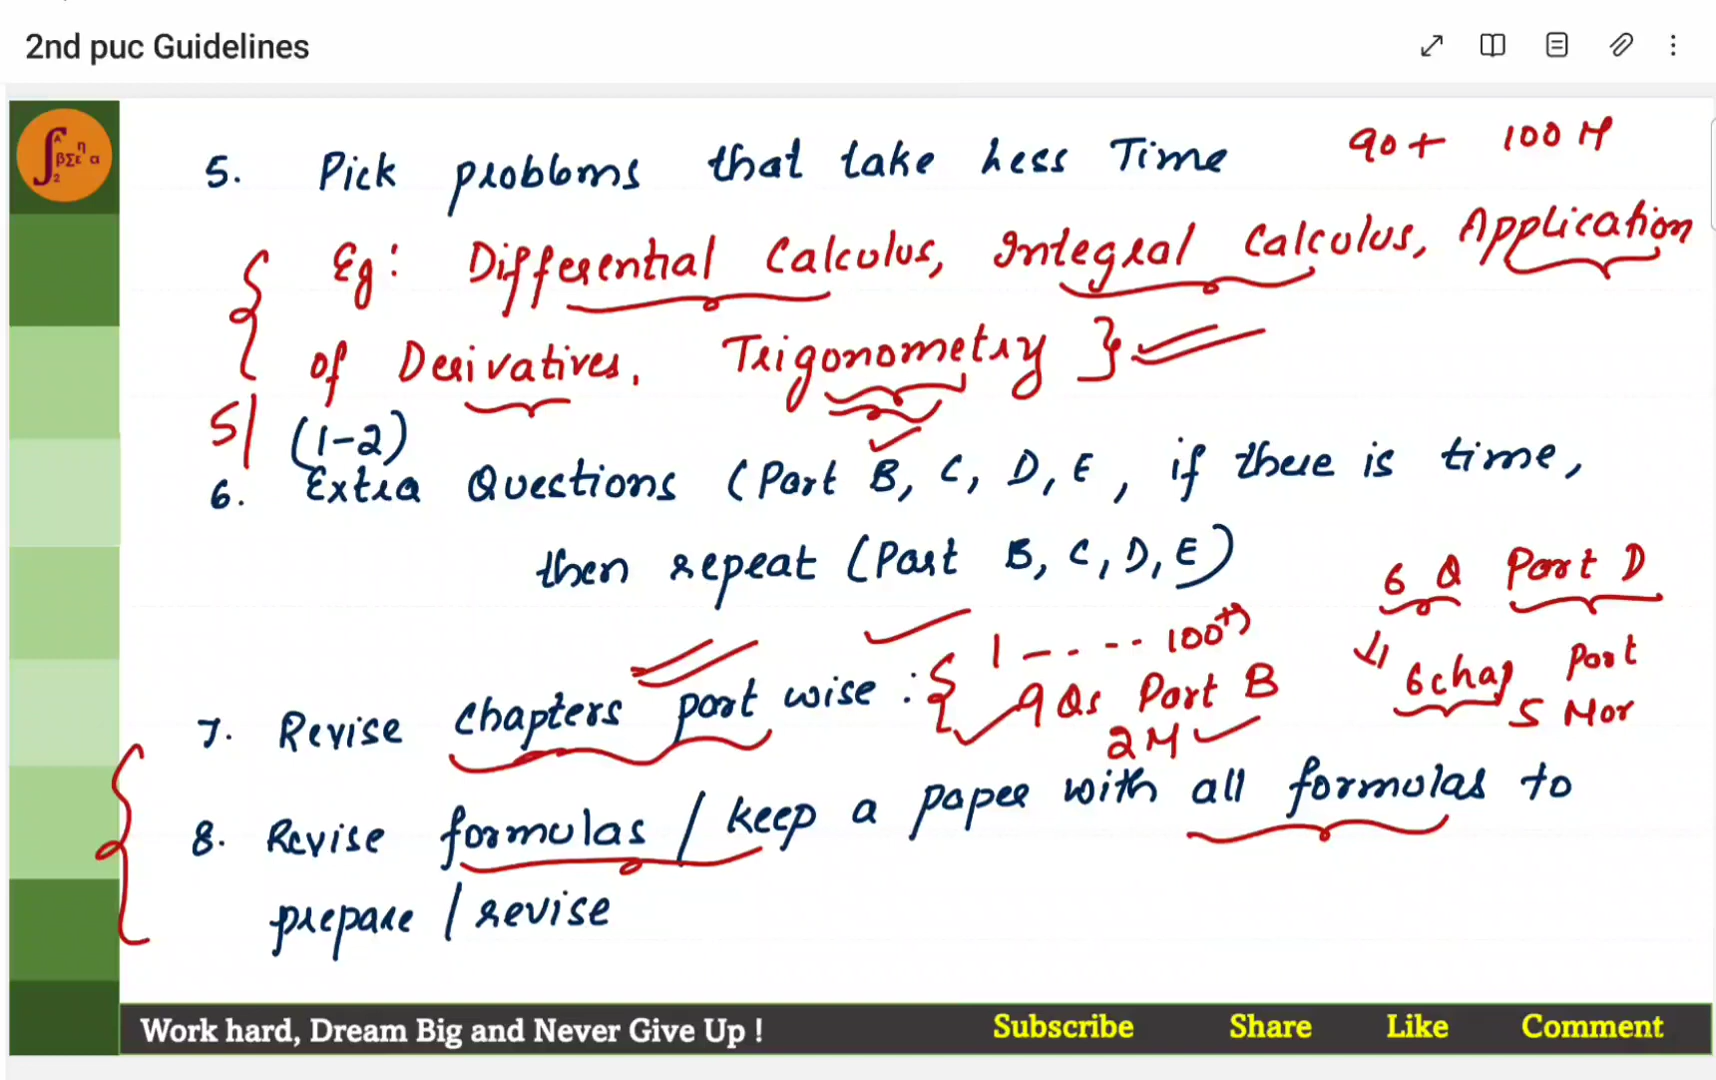 2nd puc Guidelines
90+ 100 M
5. Pick problems that take Less Time
Eg: Differential Calculus, Integral Calculus, Application
of Derivatives, Trigonometry }
5| (1-2)
6. Extra Questions (Part B, C, D, E, if there is time,
then repeat (Part B, C, D, E)
6 Q Part D
1 - - - - - 100th
6 chap Part
7. Revise chapters part wise : { 9 Qs Part B
5 Mar
2M
8. Revise formulas / keep a paper with all formulas to
prepare / revise
Work hard, Dream Big and Never Give Up !
Subscribe Share Like Comment